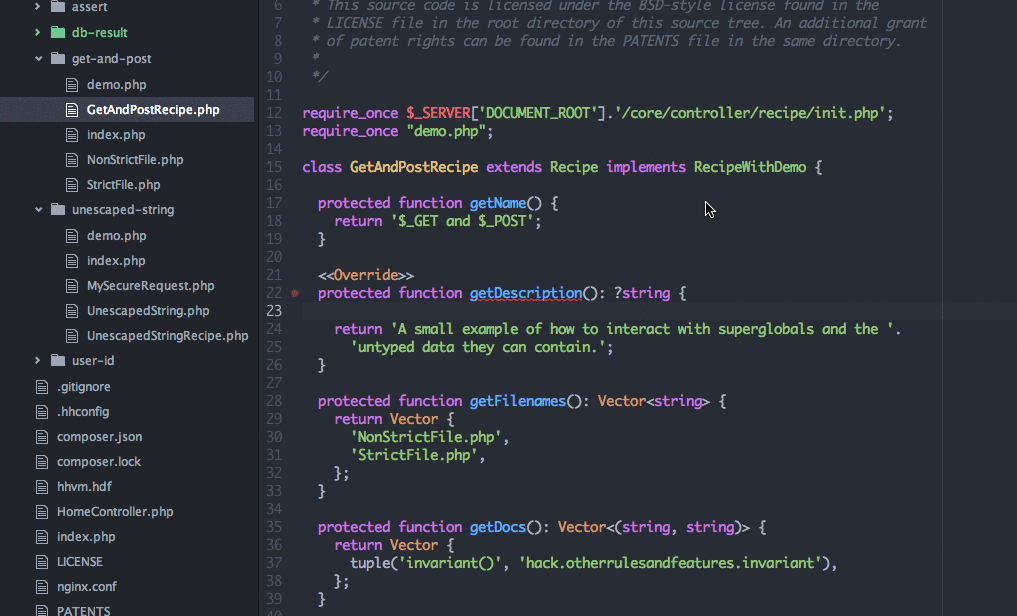 assert
db-result
get-and-post
demo.php
GetAndPostRecipe.php
index.php
NonStrictFile.php
StrictFile.php
unescaped-string
demo.php
index.php
MySecureRequest.php
UnescapedString.php
UnescapedStringRecipe.php
user-id
.gitignore
.hhconfig
composer.json
composer.lock
hhvm.hdf
HomeController.php
index.php
LICENSE
nginx.conf
PATENTS
6 * This source code is licensed under the BSD-style license found in the
7 * LICENSE file in the root directory of this source tree. An additional grant
8 * of patent rights can be found in the PATENTS file in the same directory.
9 *
10 */
11
12 require_once $_SERVER['DOCUMENT_ROOT'].'/core/controller/recipe/init.php';
13 require_once "demo.php";
14
15 class GetAndPostRecipe extends Recipe implements RecipeWithDemo {
16
17 protected function getName() {
18 return '$_GET and $_POST';
19 }
20
21 <<Override>>
22 protected function getDescription(): ?string {
23
24 return 'A small example of how to interact with superglobals and the '.
25 'untyped data they can contain.';
26 }
27
28 protected function getFilenames(): Vector<string> {
29 return Vector {
30 'NonStrictFile.php',
31 'StrictFile.php',
32 };
33 }
34
35 protected function getDocs(): Vector<(string, string)> {
36 return Vector {
37 tuple('invariant()', 'hack.otherrulesandfeatures.invariant'),
38 };
39 }
40